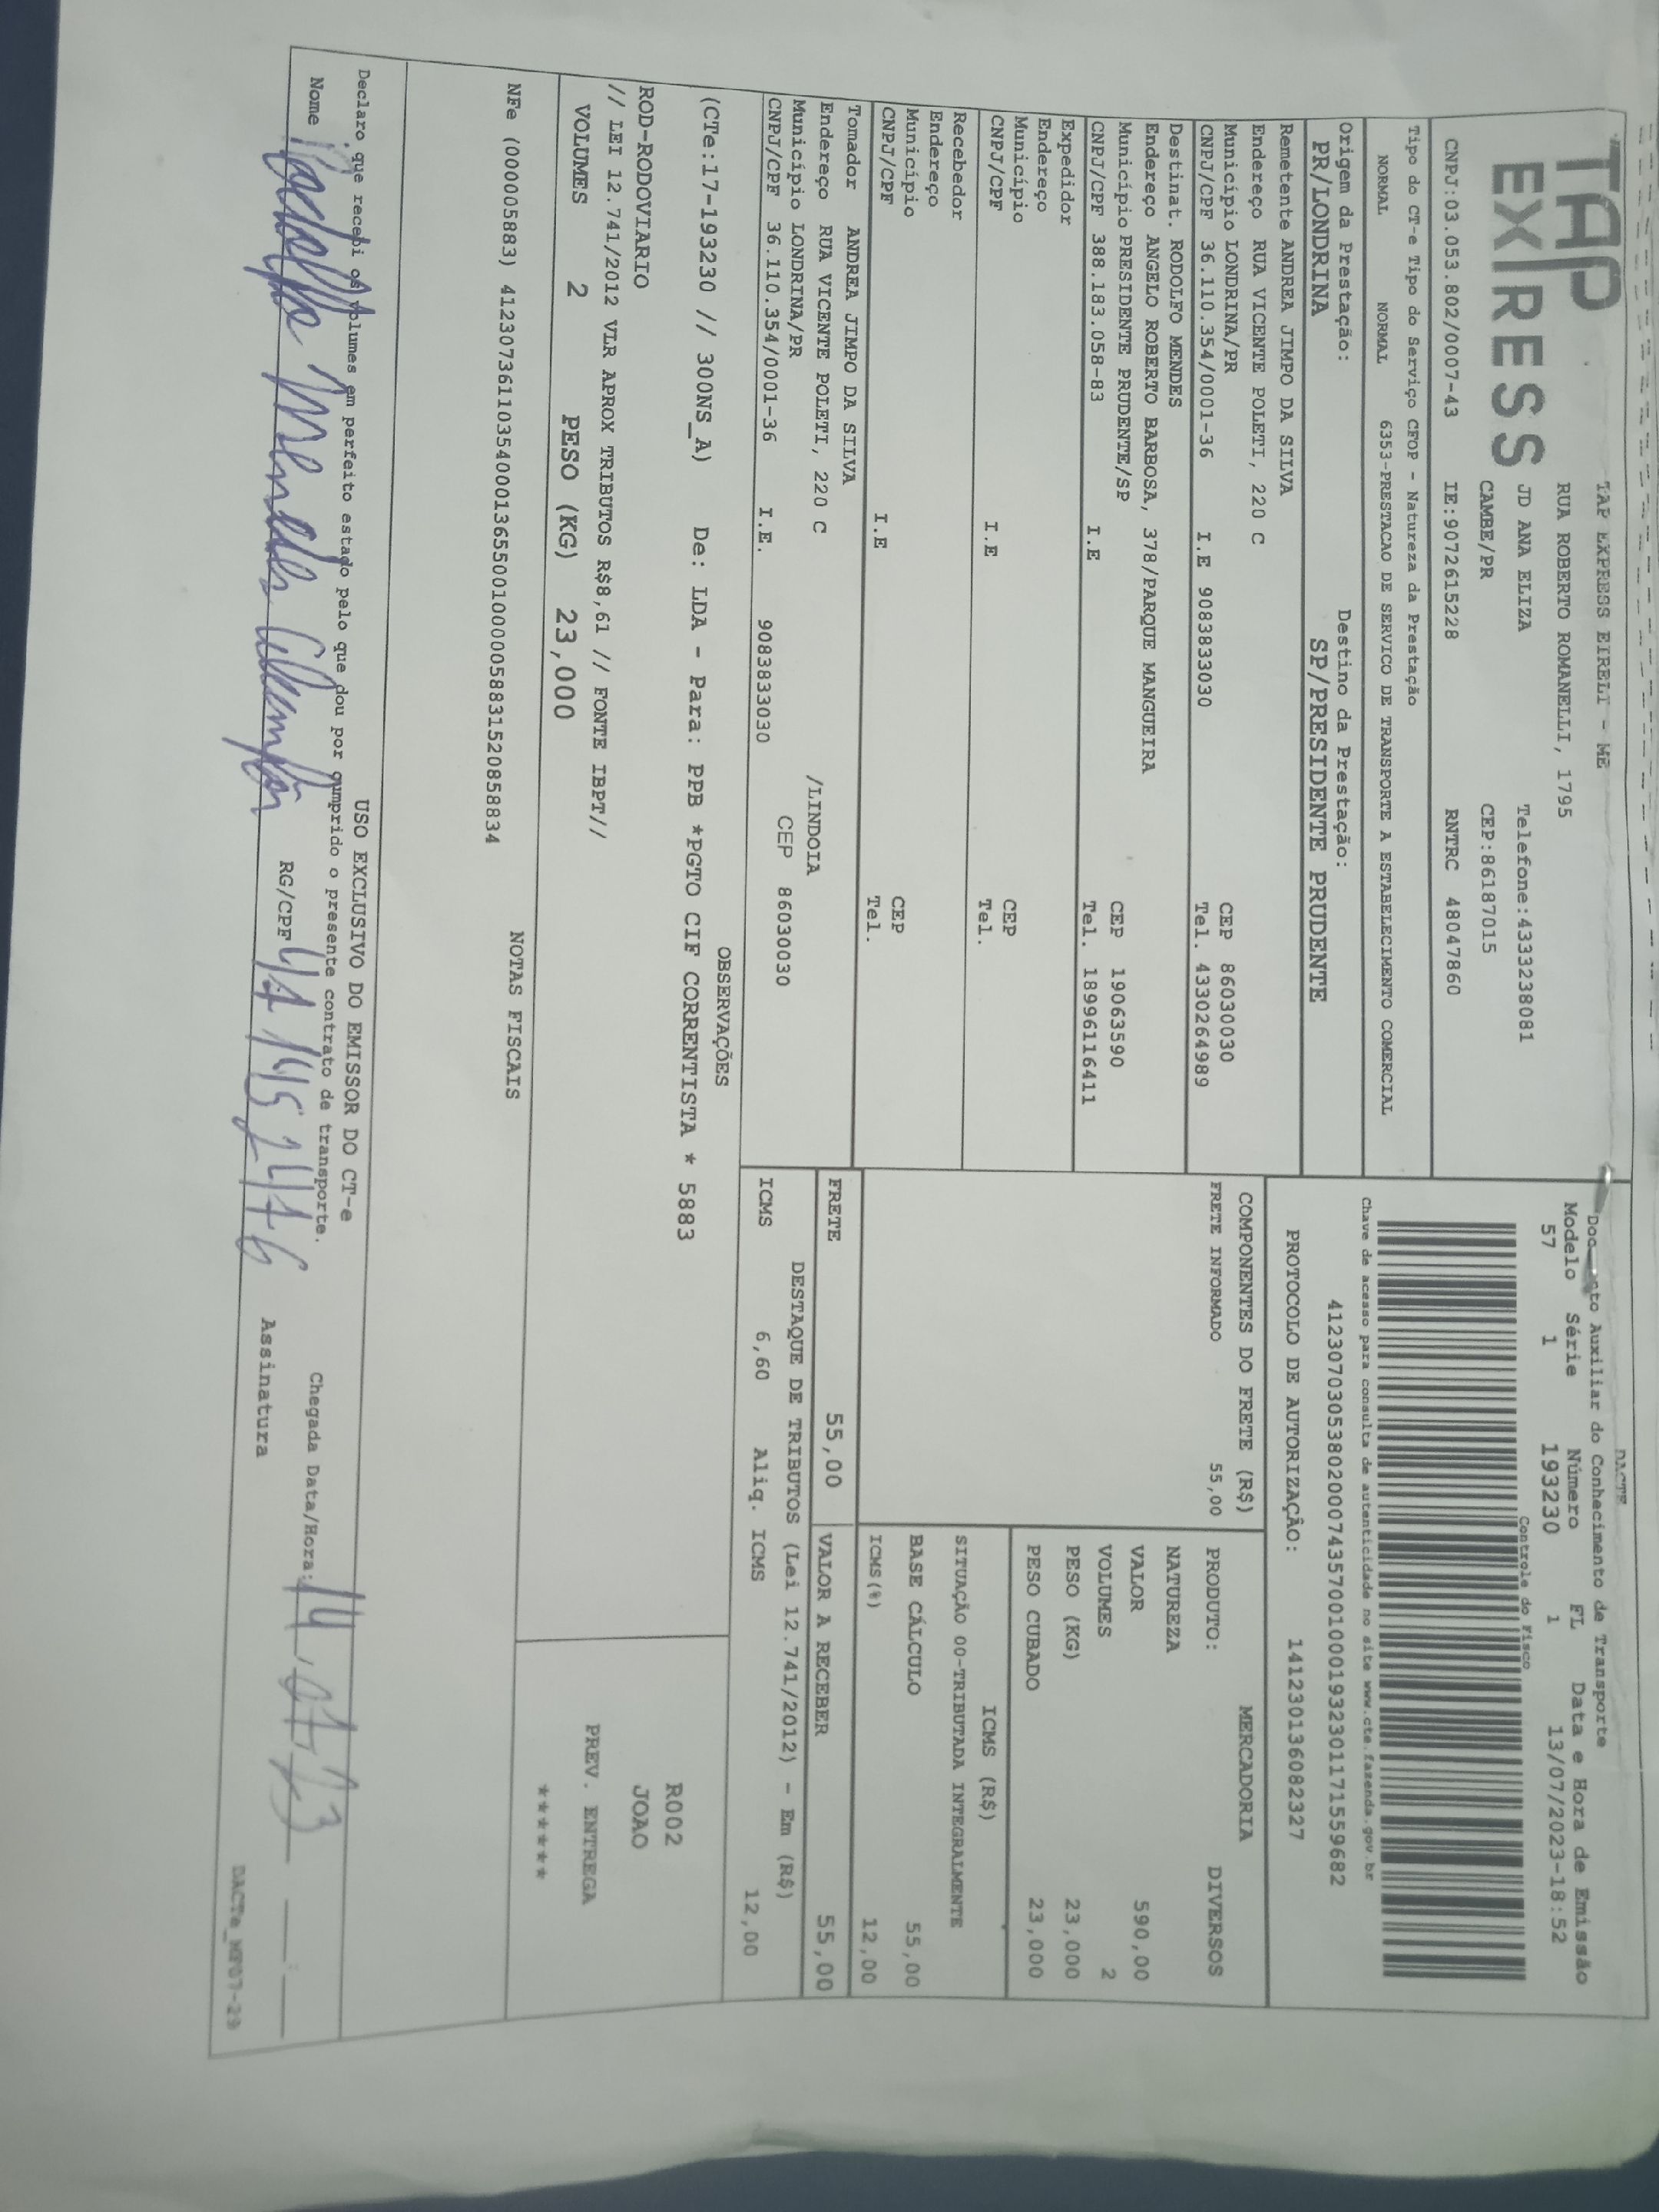 TAP
EXPRESS
TAP EXPRESS EIRELI - ME
RUA ROBERTO ROMANELLI, 1795
JD ANA ELIZA Telefone:4333238081
CAMBE/PR CEP:86187015
CNPJ:03.053.802/0007-43 IE:9072615228 RNTRC 48047860
Tipo do CT-e Tipo do Serviço CFOP - Natureza da Prestação
NORMAL NORMAL 6353-PRESTACAO DE SERVICO DE TRANSPORTE A ESTABELECIMENTO COMERCIAL
Origem da Prestação: Destino da Prestação:
PR/LONDRINA SP/PRESIDENTE PRUDENTE
DACTE
Auxiliar do Conhecimento de Transporte
Modelo Série Número FL Data e Hora de Emissão
57 1 193230 1 13/07/2023-18:52
Controle do Fisco
Chave de acesso para consulta de autenticidade no site www.cte.fazenda.gov.br
41230703053802000743570010001932301171559682
PROTOCOLO DE AUTORIZAÇÃO: 141230136082327
Remetente ANDREA JIMPO DA SILVA
Endereço RUA VICENTE POLETI, 220 C
Município LONDRINA/PR CEP 86030030
CNPJ/CPF 36.110.354/0001-36 I.E 9083833030 Tel. 4330264989
Destinat. RODOLFO MENDES
Endereço ANGELO ROBERTO BARBOSA, 378/PARQUE MANGUEIRA
Município PRESIDENTE PRUDENTE/SP CEP 19063590
CNPJ/CPF 388.183.058-83 I.E Tel. 18996116411
Expedidor
Endereço
Município CEP
CNPJ/CPF I.E Tel.
Recebedor
Endereço
Município CEP
CNPJ/CPF I.E Tel.
Tomador ANDREA JIMPO DA SILVA
Endereço RUA VICENTE POLETI, 220 C /LINDOIA
Município LONDRINA/PR CEP 86030030
CNPJ/CPF 36.110.354/0001-36 I.E. 9083833030
COMPONENTES DO FRETE (R$)
FRETE INFORMADO 55,00
MERCADORIA
PRODUTO: DIVERSOS
NATUREZA
VALOR 590,00
VOLUMES 2
PESO (KG) 23,000
PESO CUBADO 23,000
ICMS (R$)
SITUAÇÃO 00-TRIBUTADA INTEGRALMENTE
BASE CÁLCULO 55,00
ICMS(%) 12,00
FRETE 55,00 VALOR A RECEBER 55,00
DESTAQUE DE TRIBUTOS (Lei 12.741/2012) - Em (R$)
ICMS 6,60 Aliq. ICMS 12,00
OBSERVAÇÕES
(CTe:17-193230 // 300NS_A) De: LDA - Para: PPB *PGTO CIF CORRENTISTA * 5883
ROD-RODOVIARIO
// LEI 12.741/2012 VLR APROX TRIBUTOS R$8,61 // FONTE IBPT//
VOLUMES 2 PESO (KG) 23,000
R002
JOAO
PREV. ENTREGA
*******
NOTAS FISCAIS
NFe (000005883) 41230736110354000136550010000058831520858834
USO EXCLUSIVO DO EMISSOR DO CT-e
Declaro que recebi os volumes em perfeito estado pelo que dou por cumprido o presente contrato de transporte.
Nome Rodolfo Mendes RG/CPF Assinatura
Chegada Data/Hora: